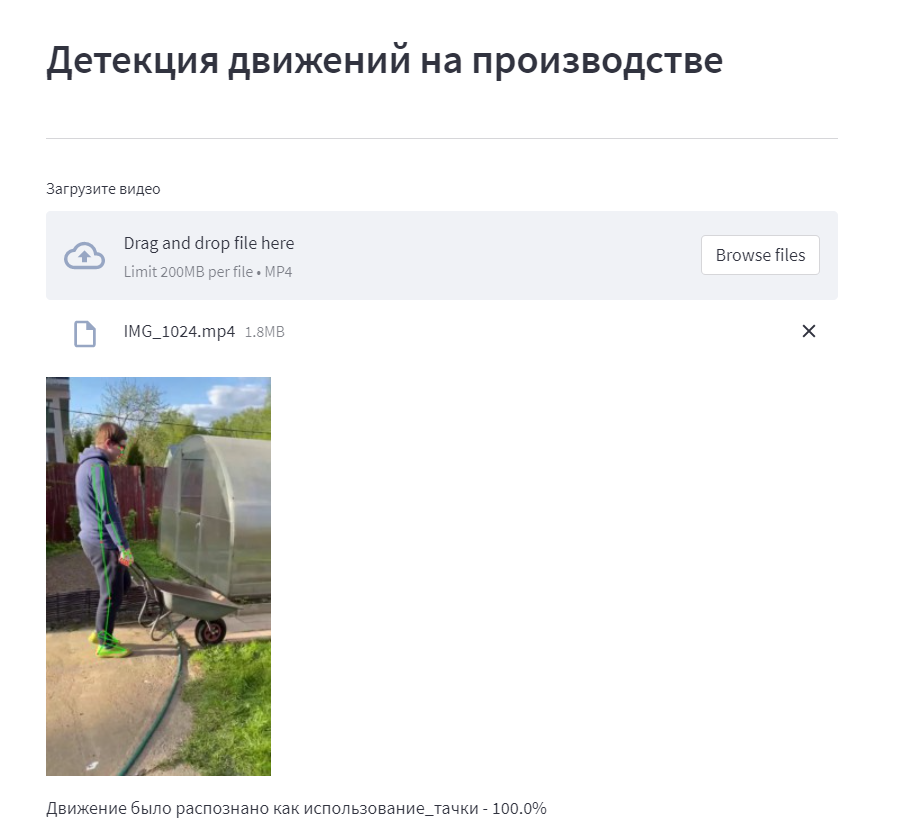 Детекция движений на производстве
Загрузите видео
Drag and drop file here
Limit 200MB per file • MP4
Browse files
IMG_1024.mp4 1.8MB
Движение было распознано как использование_тачки - 100.0%